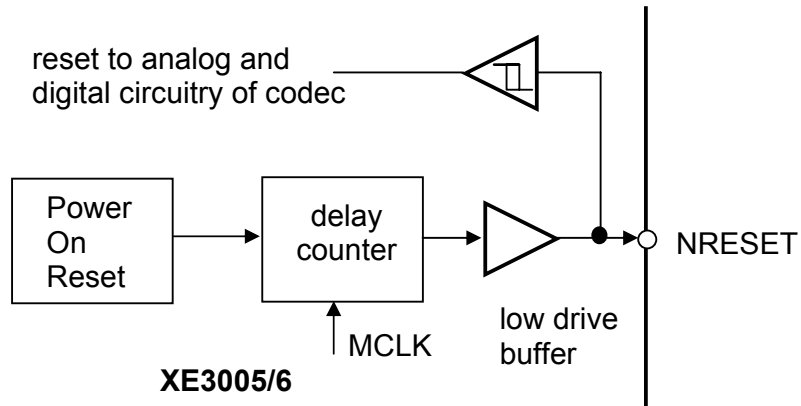 reset to analog and
digital circuitry of codec
Power
On
Reset
delay
counter
NRESET
low drive
buffer
MCLK
XE3005/6